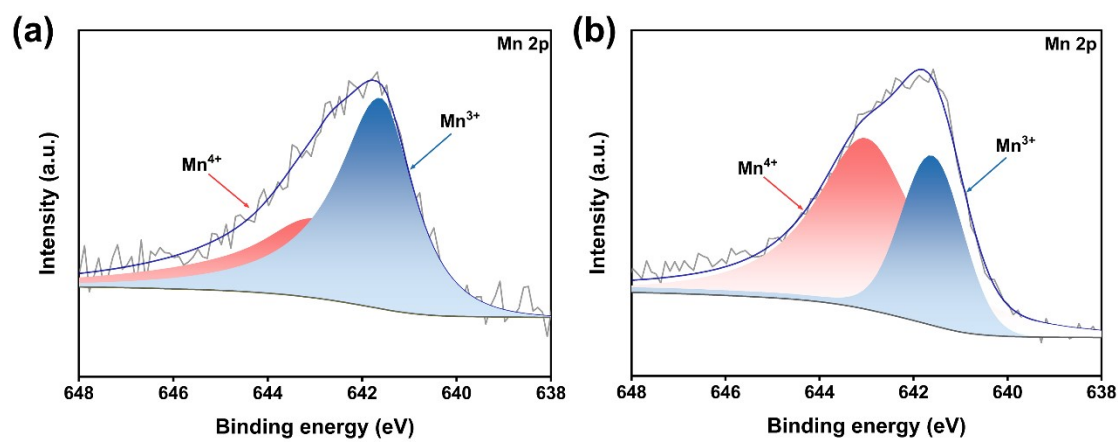 (a)
Mn 2p
Mn⁴⁺
Mn³⁺
Intensity (a.u.)
648 646 644 642 640 638
Binding energy (eV)
(b)
Mn 2p
Mn⁴⁺
Mn³⁺
Intensity (a.u.)
648 646 644 642 640 638
Binding energy (eV)